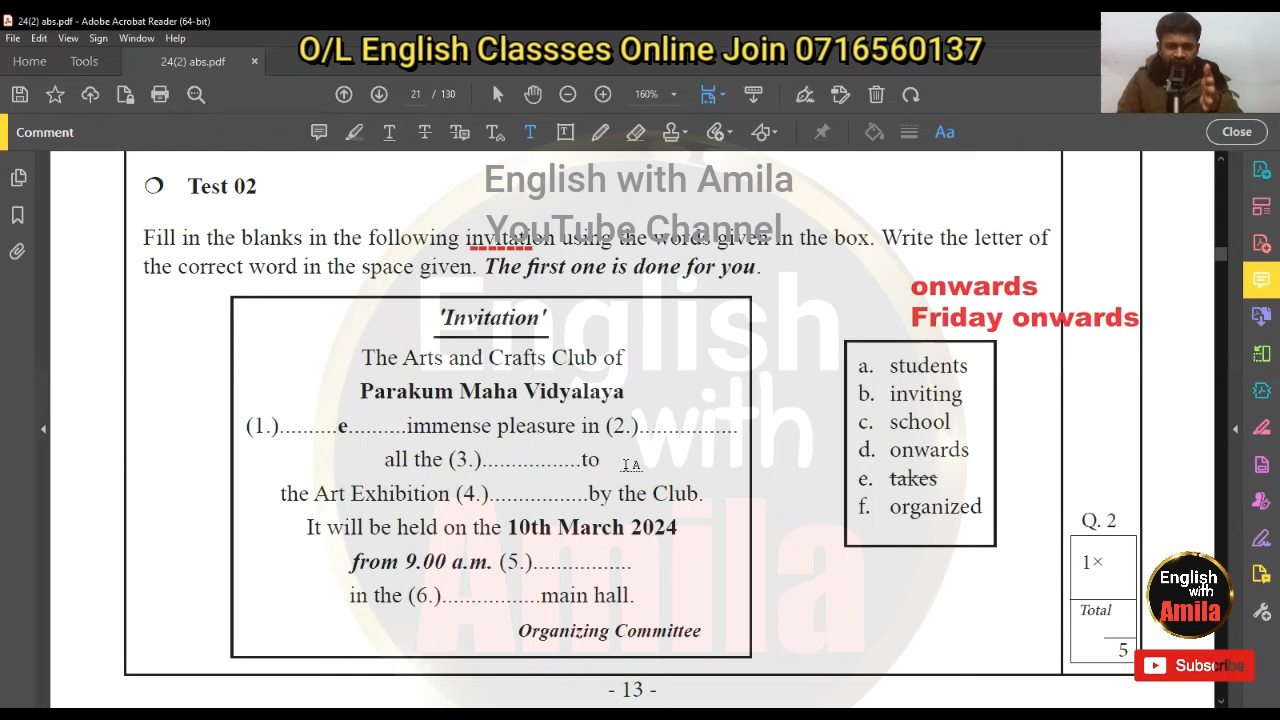 24(2) abs.pdf - Adobe Acrobat Reader (64-bit)
File Edit View Sign Window Help
O/L English Classses Online Join 0716560137
Home Tools 24(2) abs.pdf ×
21 / 130 160%
Comment
Close
Test 02
English with Amila
YouTube Channel
Fill in the blanks in the following invitation using the words given in the box. Write the letter of
the correct word in the space given. The first one is done for you.
onwards
Friday onwards
'Invitation'
The Arts and Crafts Club of
Parakum Maha Vidyalaya
(1.)..........e..........immense pleasure in (2.).................
all the (3.).................to
the Art Exhibition (4.).................by the Club.
It will be held on the 10th March 2024
from 9.00 a.m. (5.).................
in the (6.).................main hall.
Organizing Committee
a. students
b. inviting
c. school
d. onwards
e. takes
f. organized
English
with
Amila
Q. 2
1×
Total
5
English
with
Amila
Subscribe
- 13 -